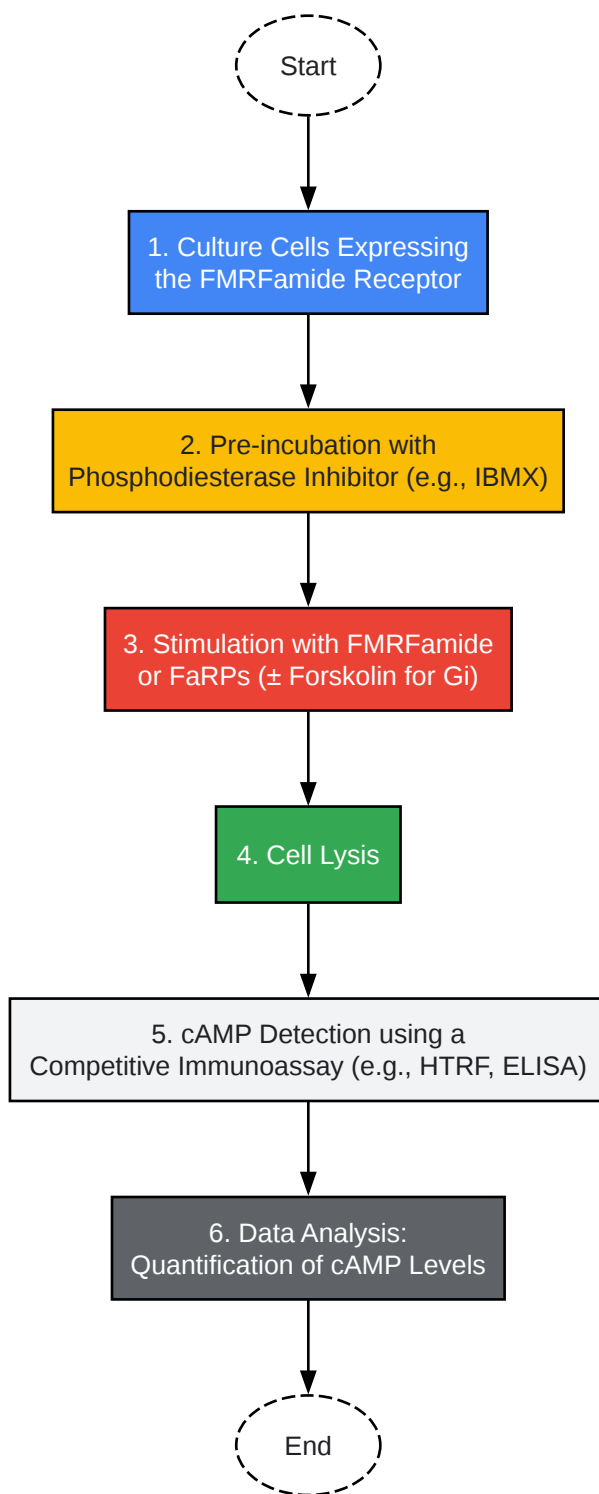 Start
1. Culture Cells Expressing
the FMRFamide Receptor
2. Pre-incubation with
Phosphodiesterase Inhibitor (e.g., IBMX)
3. Stimulation with FMRFamide
or FaRPs (± Forskolin for Gi)
4. Cell Lysis
5. cAMP Detection using a
Competitive Immunoassay (e.g., HTRF, ELISA)
6. Data Analysis:
Quantification of cAMP Levels
End